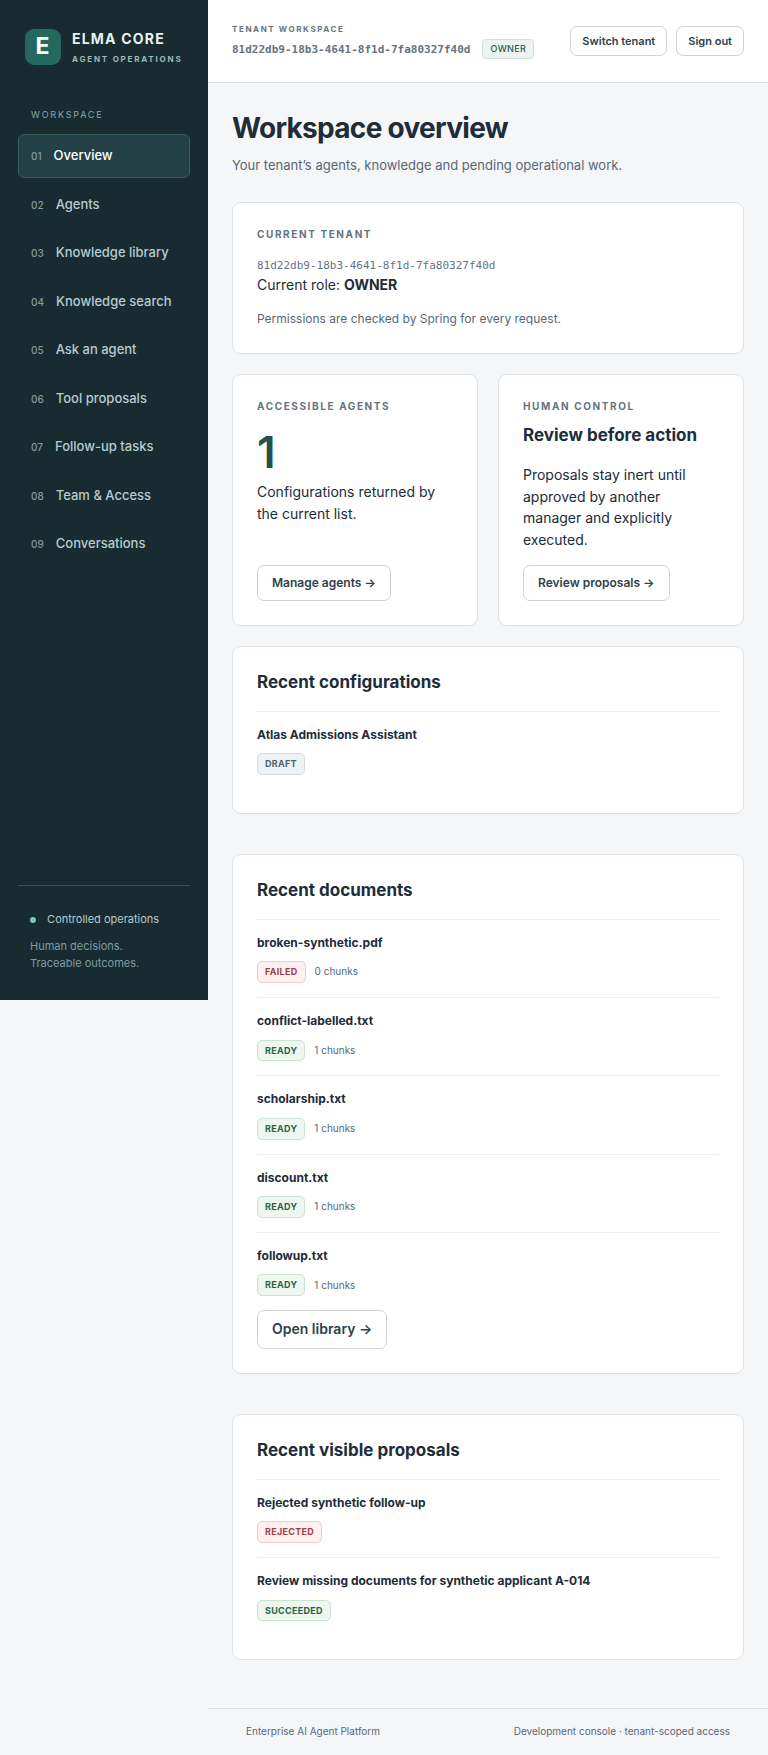 E
ELMA CORE
AGENT OPERATIONS
WORKSPACE
01 Overview
02 Agents
03 Knowledge library
04 Knowledge search
05 Ask an agent
06 Tool proposals
07 Follow-up tasks
08 Team & Access
09 Conversations
Controlled operations
Human decisions.
Traceable outcomes.
TENANT WORKSPACE
81d22db9-18b3-4641-8f1d-7fa80327f40d OWNER
Switch tenant
Sign out
Workspace overview
Your tenant’s agents, knowledge and pending operational work.
CURRENT TENANT
81d22db9-18b3-4641-8f1d-7fa80327f40d
Current role: OWNER
Permissions are checked by Spring for every request.
ACCESSIBLE AGENTS
1
Configurations returned by
the current list.
Manage agents →
HUMAN CONTROL
Review before action
Proposals stay inert until
approved by another
manager and explicitly
executed.
Review proposals →
Recent configurations
Atlas Admissions Assistant
DRAFT
Recent documents
broken-synthetic.pdf
FAILED 0 chunks
conflict-labelled.txt
READY 1 chunks
scholarship.txt
READY 1 chunks
discount.txt
READY 1 chunks
followup.txt
READY 1 chunks
Open library →
Recent visible proposals
Rejected synthetic follow-up
REJECTED
Review missing documents for synthetic applicant A-014
SUCCEEDED
Enterprise AI Agent Platform
Development console · tenant-scoped access